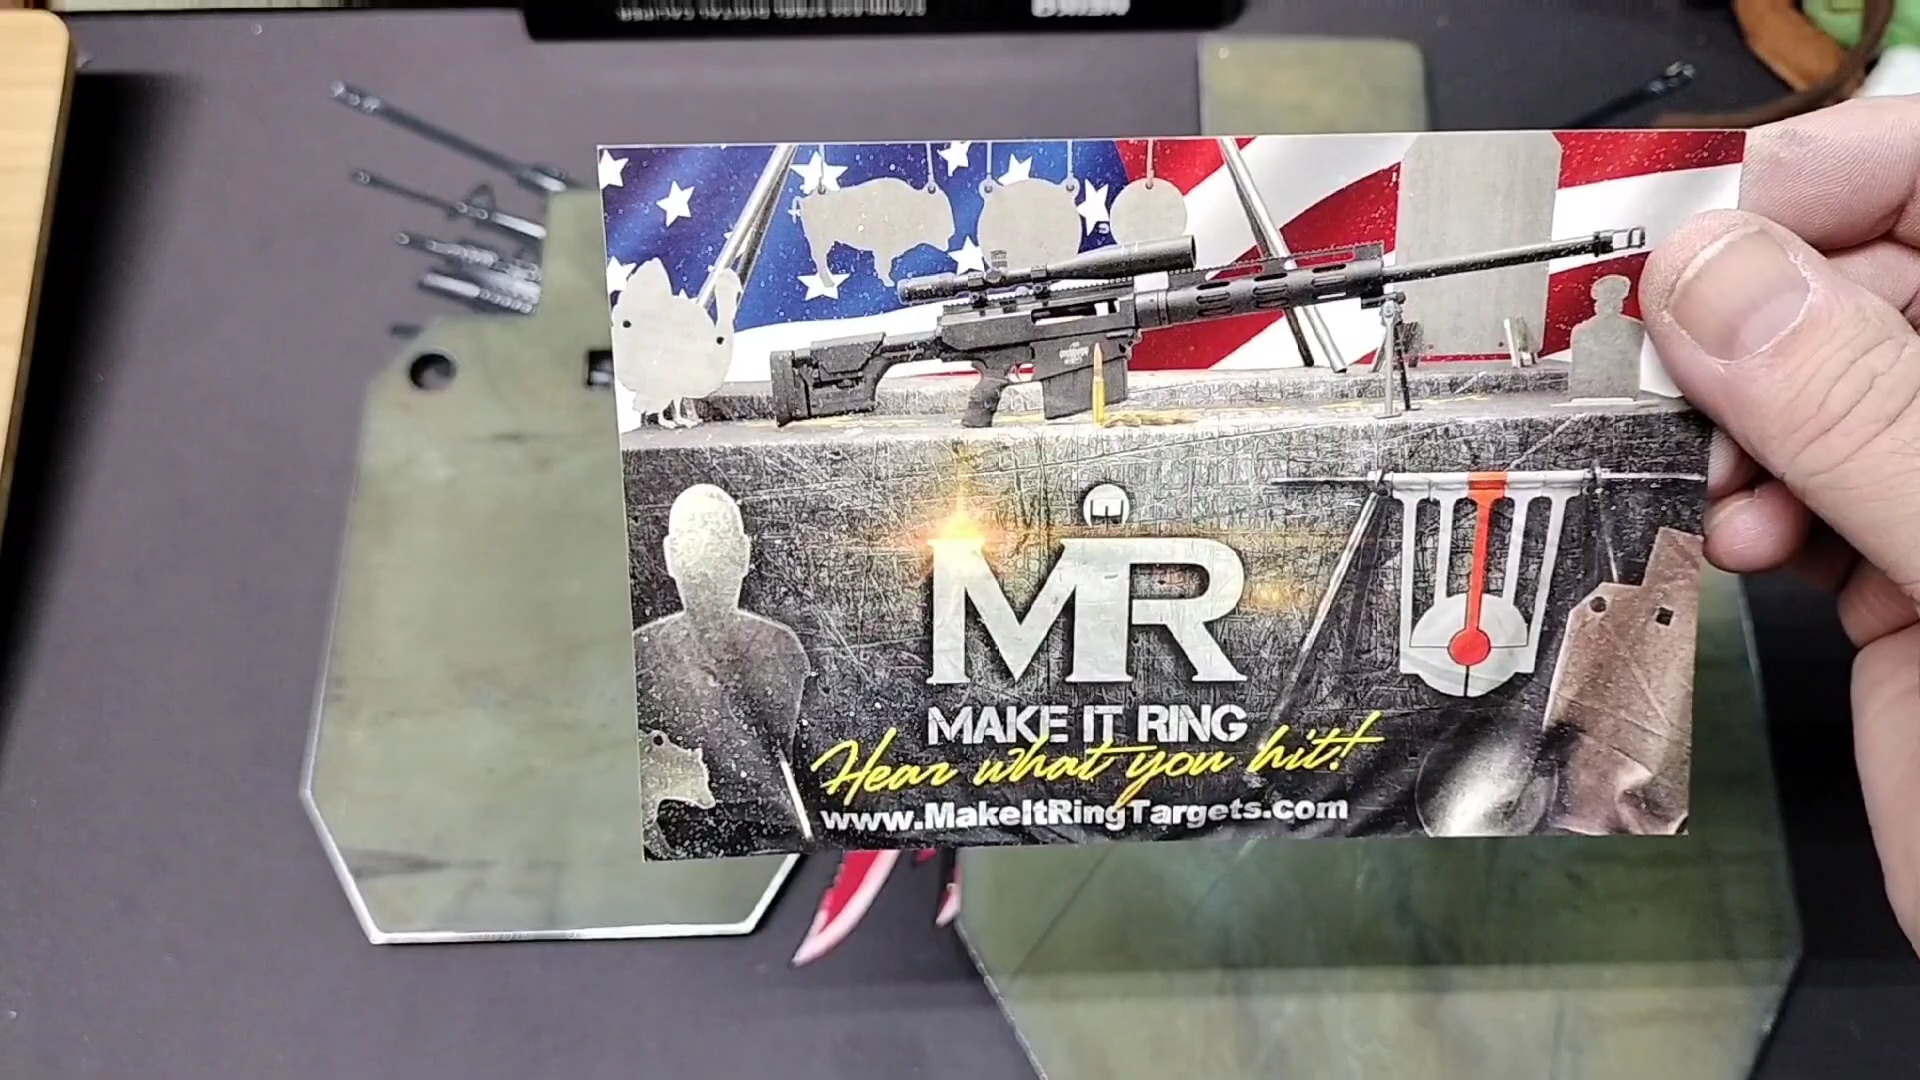 MR
MAKE IT RING
Hear what you hit!
www.MakeItRingTargets.com